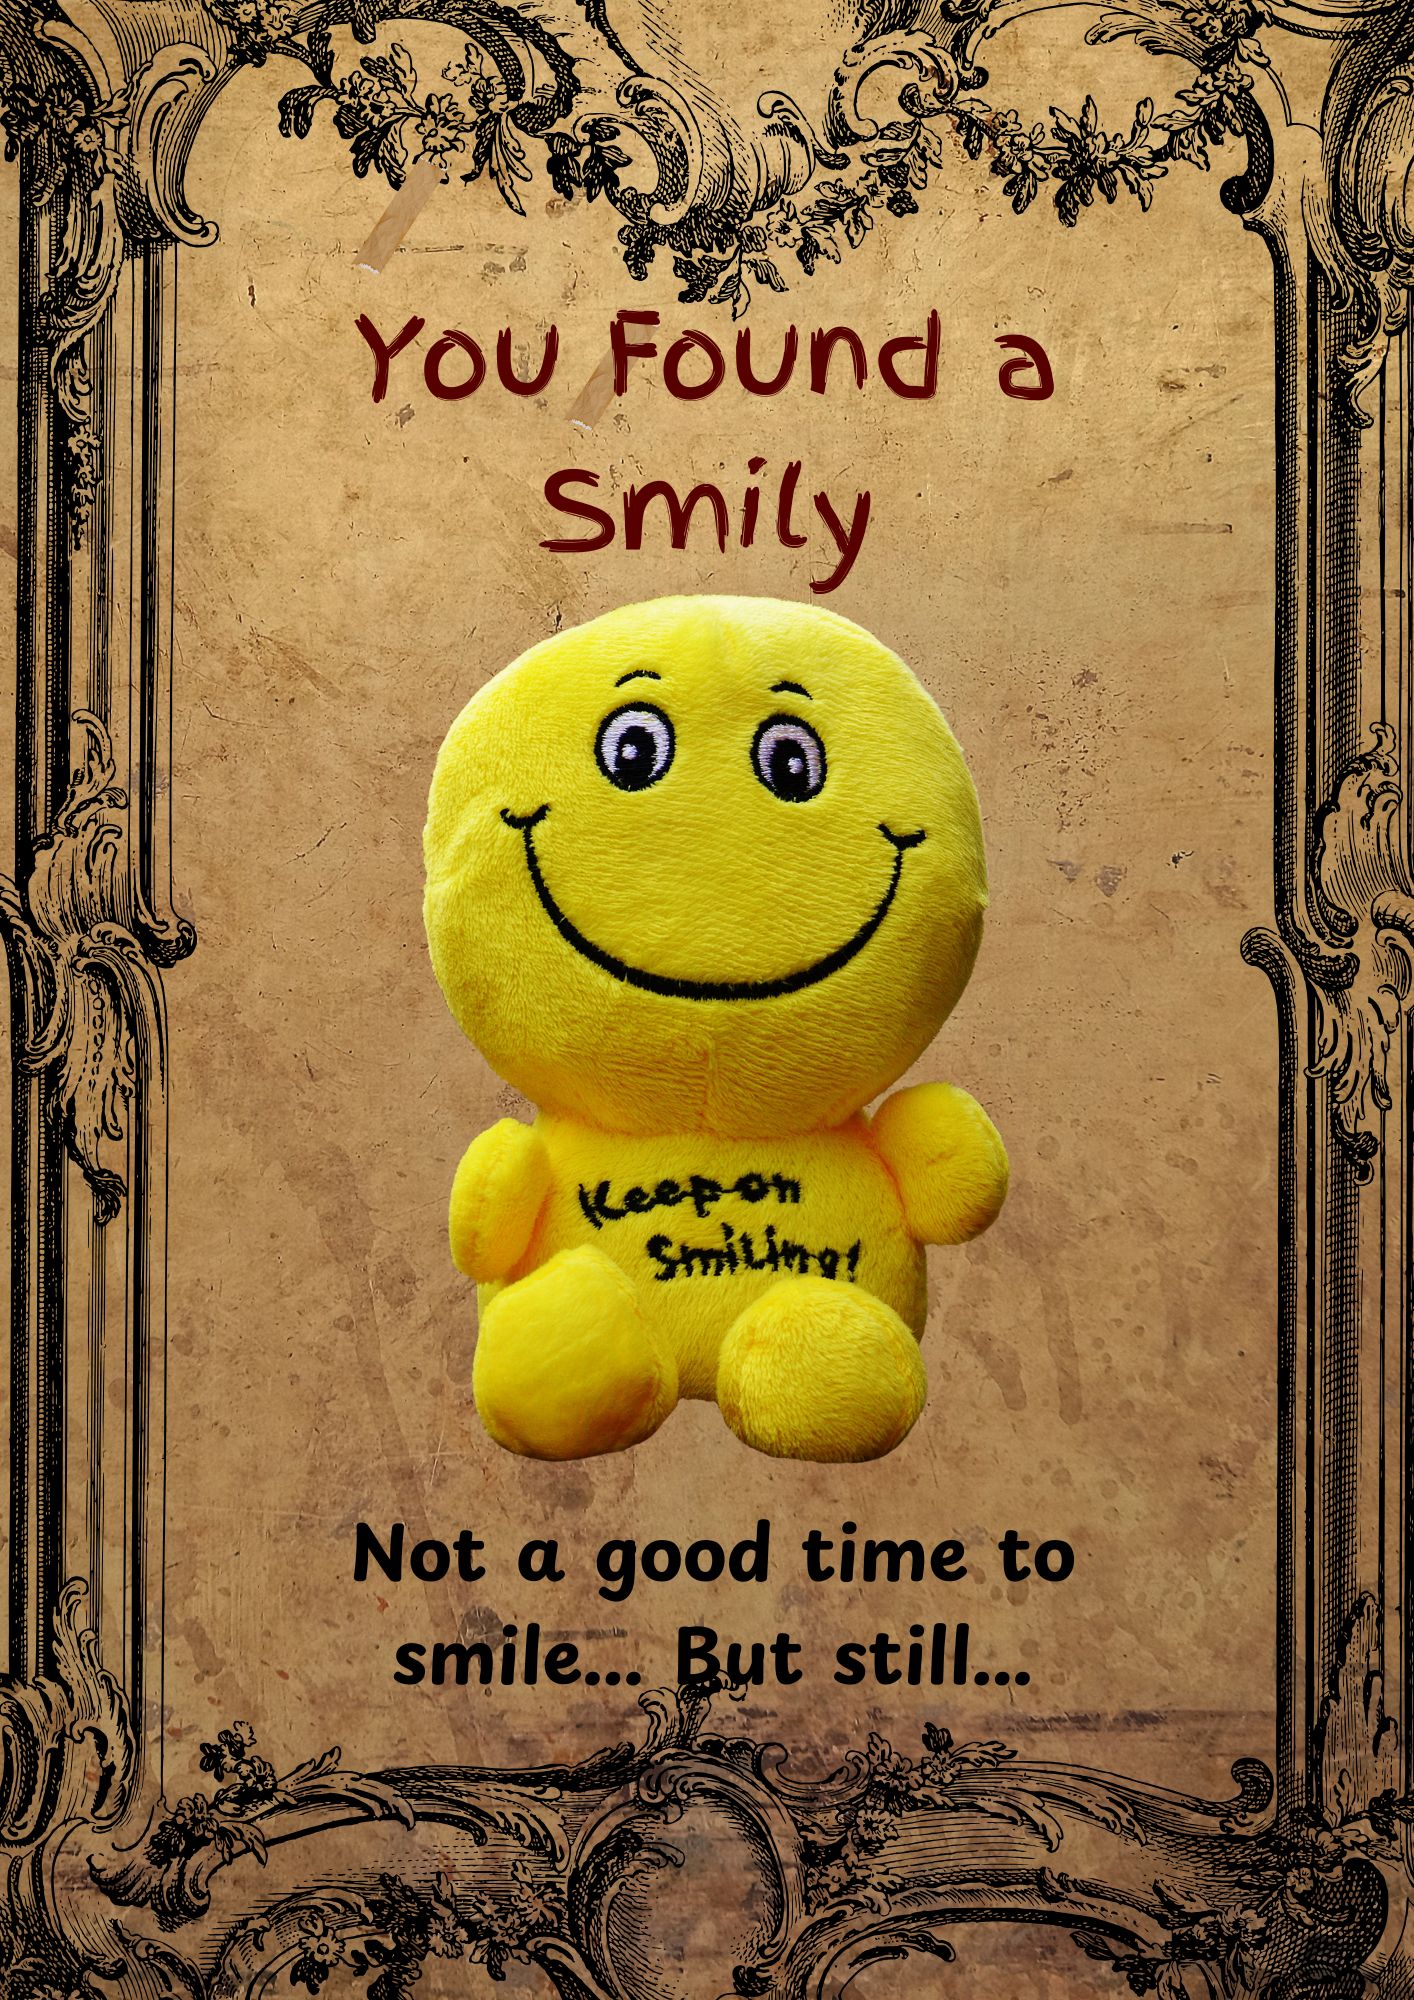 You Found a
Smily
Keep on
Smiling!
Not a good time to
smile... But still...